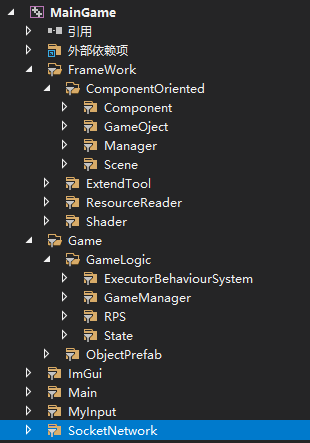 MainGame
引用
外部依赖项
FrameWork
ComponentOriented
Component
GameOject
Manager
Scene
ExtendTool
ResourceReader
Shader
Game
GameLogic
ExecutorBehaviourSystem
GameManager
RPS
State
ObjectPrefab
ImGui
Main
MyInput
SocketNetwork